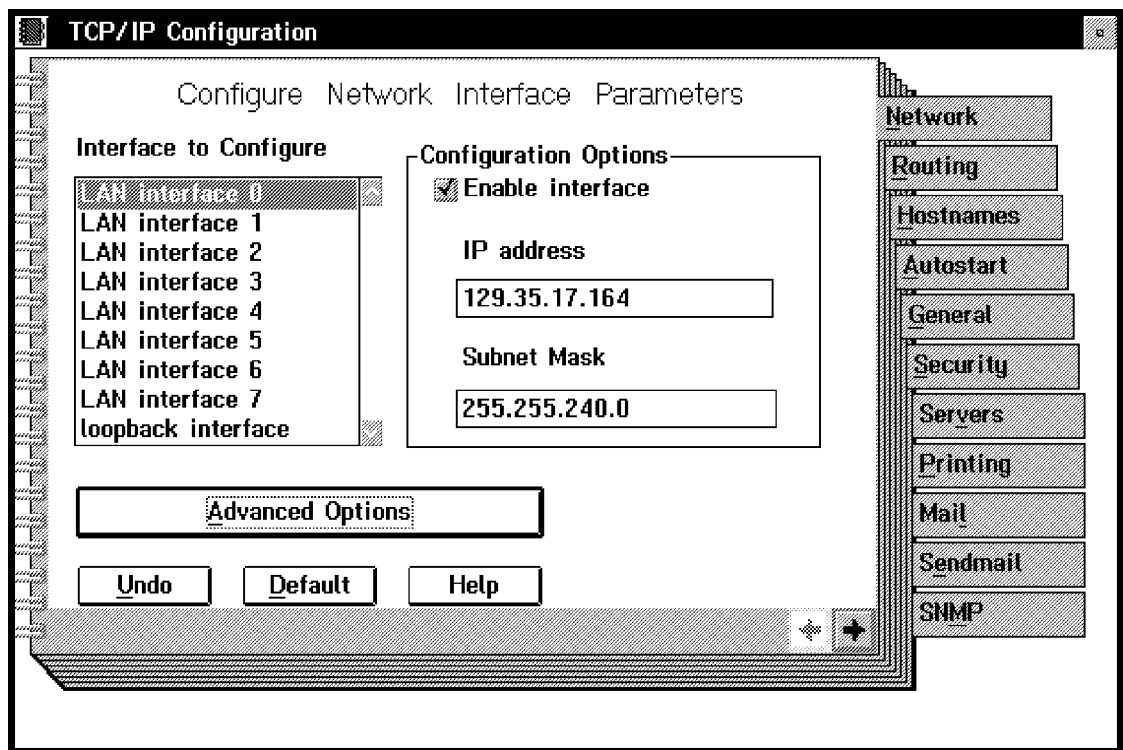 TCP/IP Configuration
Configure Network Interface Parameters
Interface to Configure
LAN interface 0
LAN interface 1
LAN interface 2
LAN interface 3
LAN interface 4
LAN interface 5
LAN interface 6
LAN interface 7
loopback interface
Configuration Options
Enable interface
IP address
129.35.17.164
Subnet Mask
255.255.240.0
Advanced Options
Undo
Default
Help
Network
Routing
Hostnames
Autostart
General
Security
Servers
Printing
Mail
Sendmail
SNMP